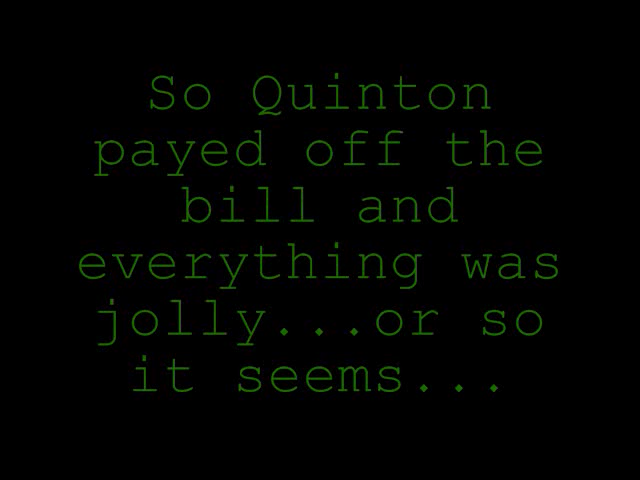 So Quinton
payed off the
bill and
everything was
jolly...or so
it seems...